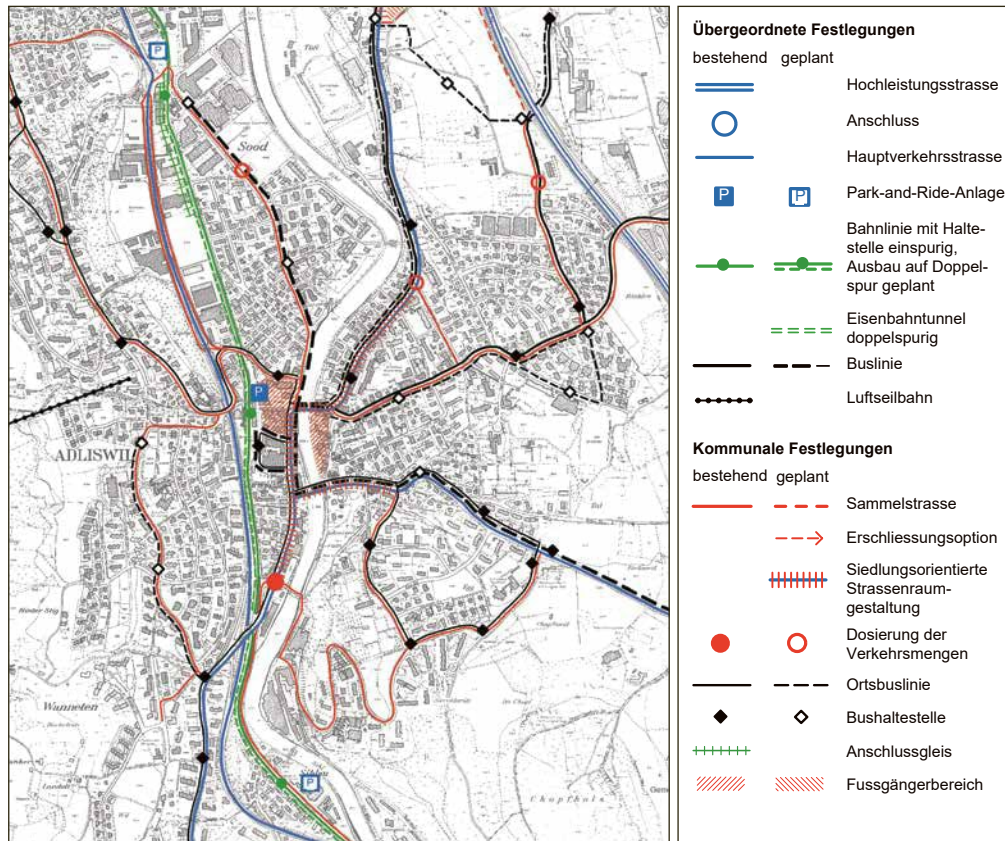 Tüfi
Sood
ADLISWIL
Wanneten
P
P
P
Übergeordnete Festlegungen
bestehend geplant
Hochleistungsstrasse
Anschluss
Hauptverkehrsstrasse
P P Park-and-Ride-Anlage
Bahnlinie mit Halte-
stelle einspurig,
Ausbau auf Doppel-
spur geplant
Eisenbahntunnel
doppelspurig
Buslinie
Luftseilbahn
Kommunale Festlegungen
bestehend geplant
Sammelstrasse
Erschliessungsoption
Siedlungsorientierte
Strassenraum-
gestaltung
Dosierung der
Verkehrsmengen
Ortsbuslinie
Bushaltestelle
Anschlussgleis
Fussgängerbereich